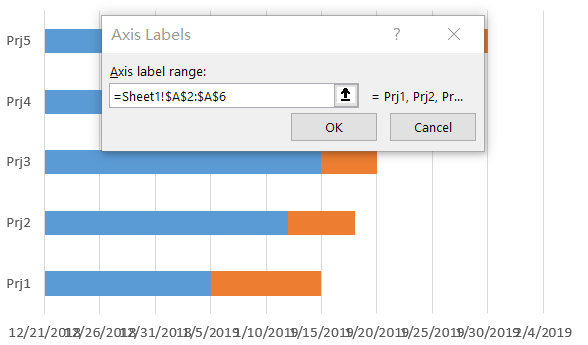 Axis Labels
?
Prj5
Axis label range:
=Sheet1!$A$2:$A$6
= Prj1, Prj2, Pr...
Prj4
OK
Cancel
Prj3
Prj2
Prj1
12/21/2018 12/26/2018 12/31/2018 1/5/2019 1/10/2019 1/15/2019 1/20/2019 1/25/2019 1/30/2019 2/4/2019